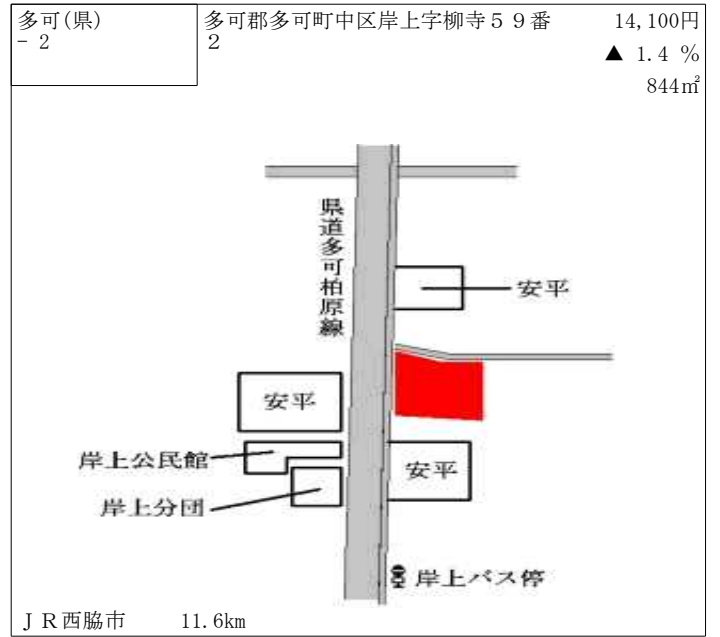 多可(県)
- 2
多可郡多可町中区岸上字柳寺５９番
2
14,100円
▲ 1.4 %
844㎡
県道多可柏原線
安平
安平
岸上公民館
安平
岸上分団
岸上バス停
ＪＲ西脇市 11.6km